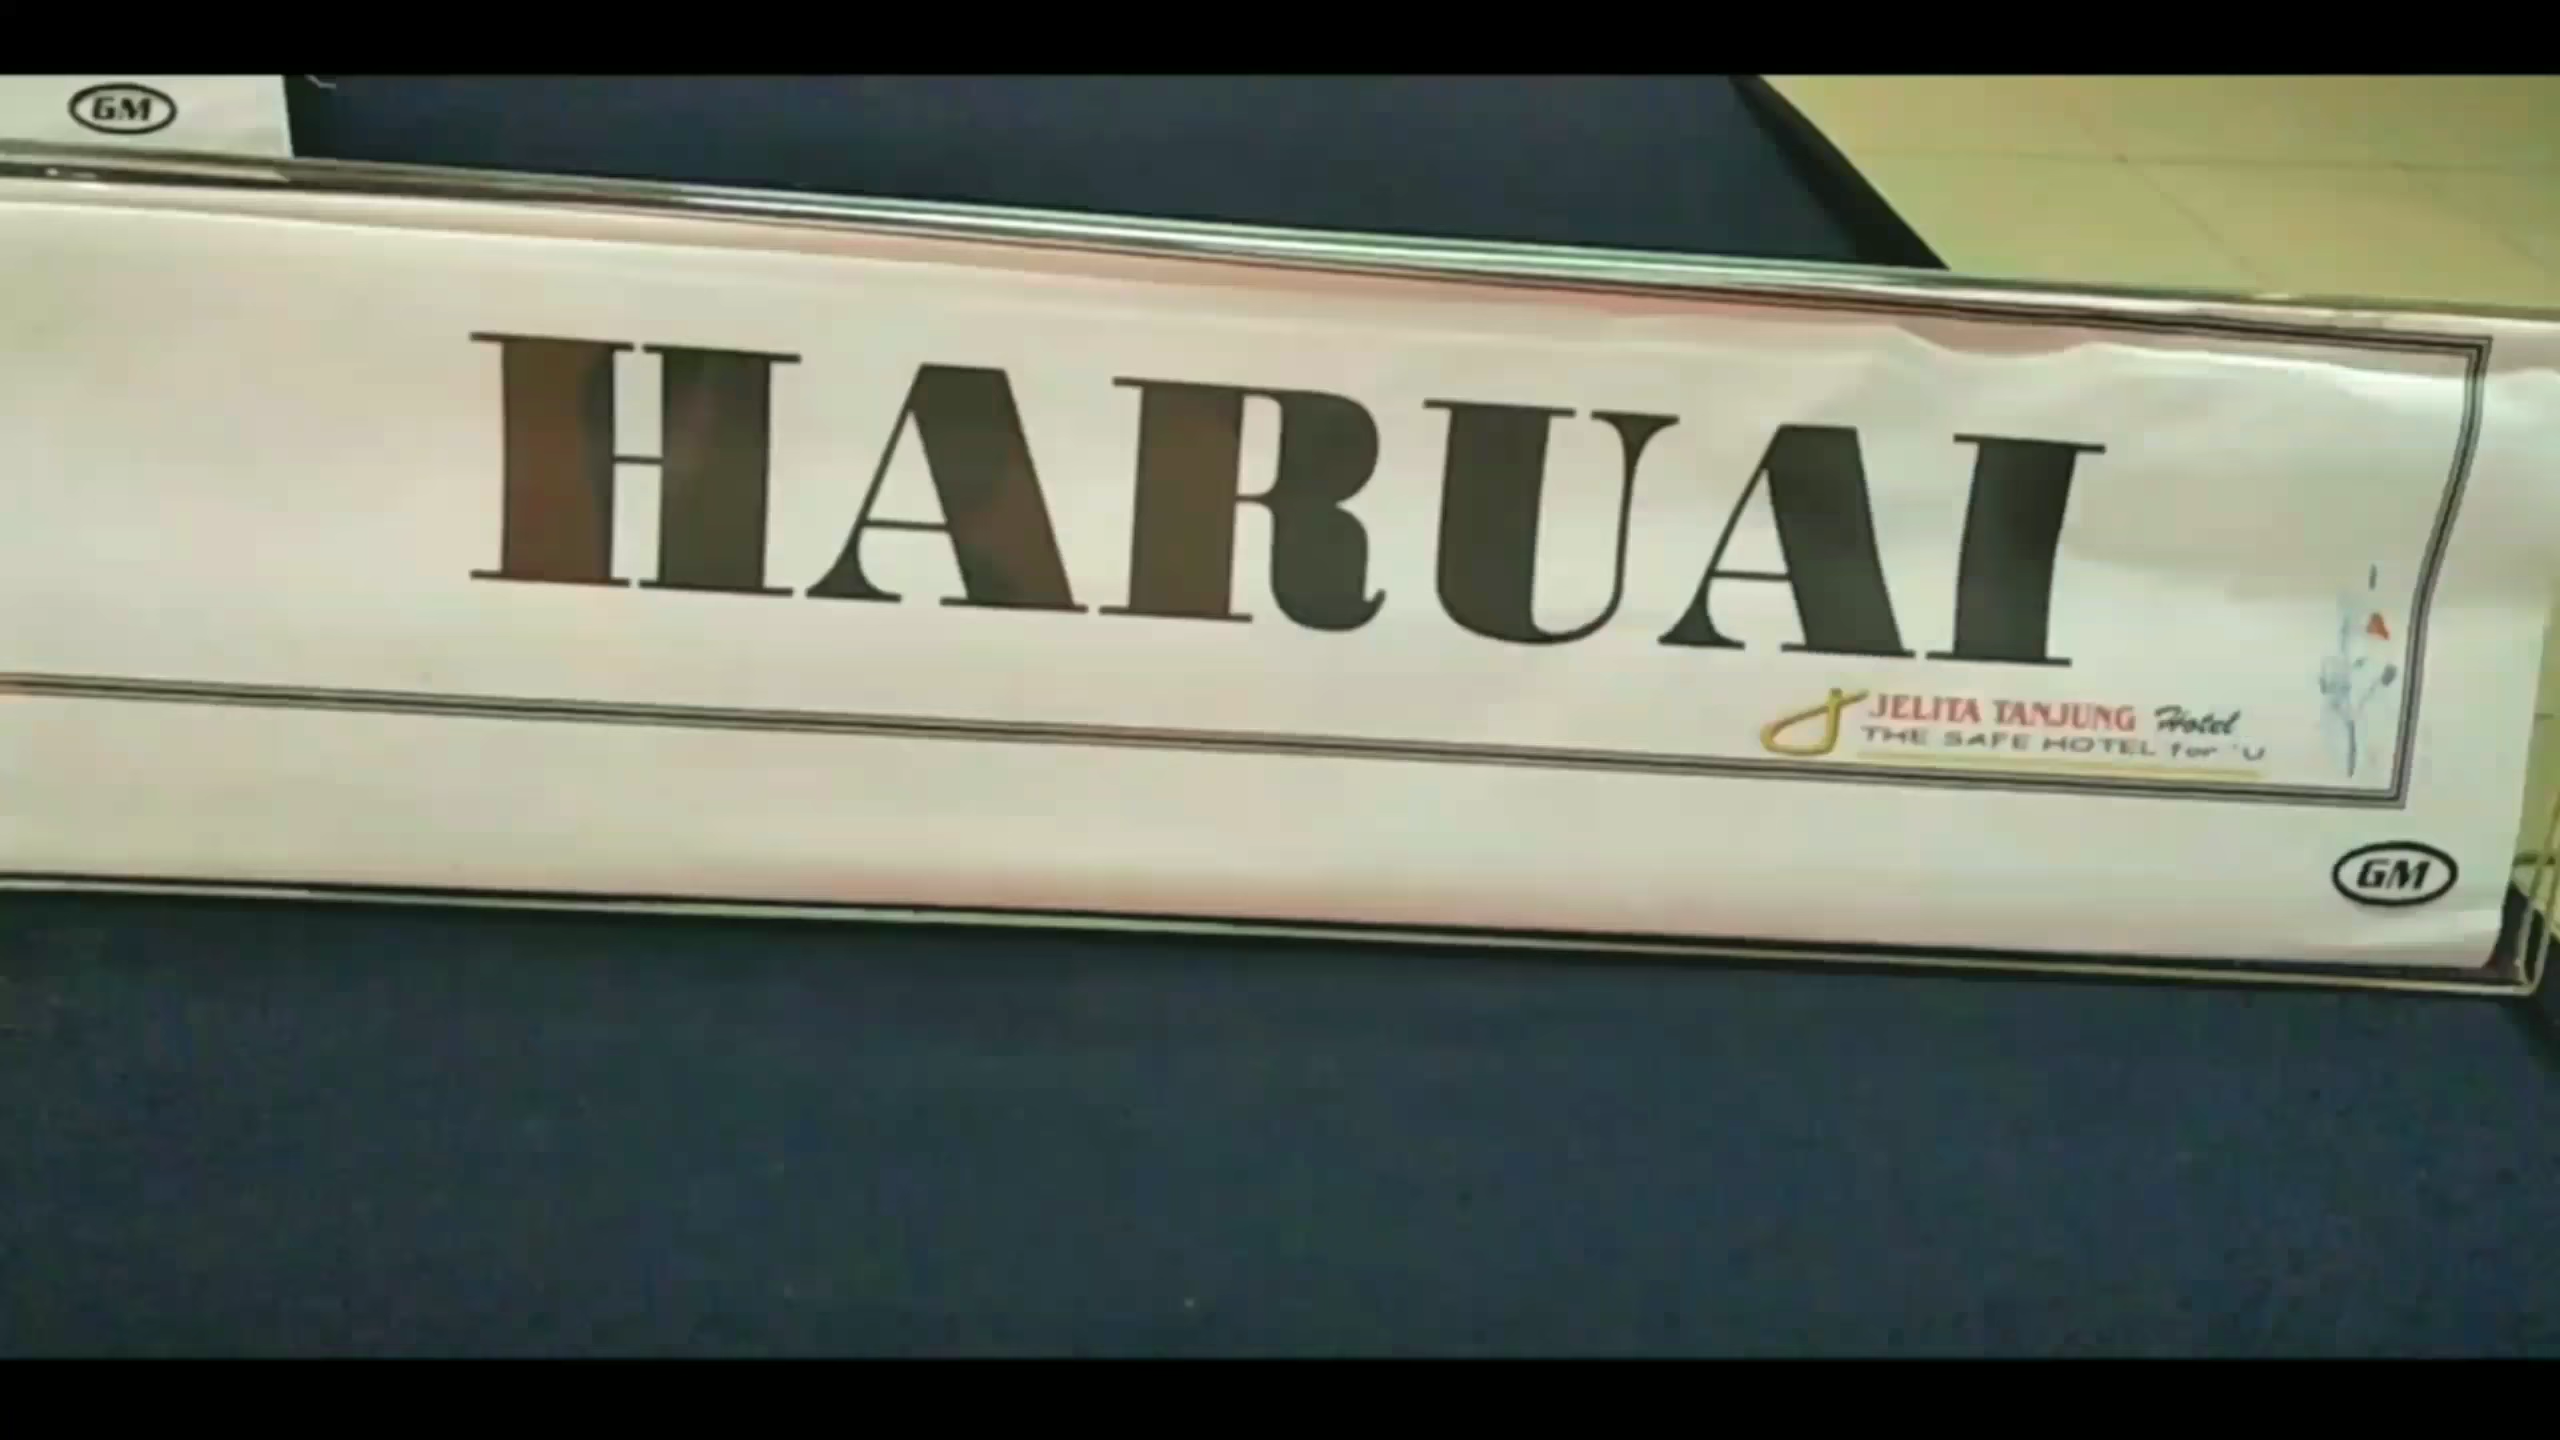 GM
HARUAI
JELITA TANJUNG Hotel
THE SAFE HOTEL for 'U
GM